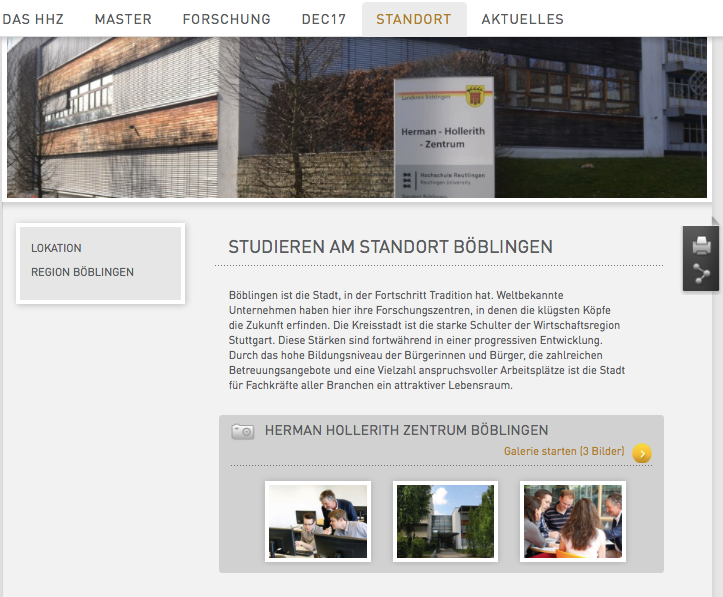 DAS HHZ MASTER FORSCHUNG DEC17 STANDORT AKTUELLES
Landkreis Böblingen
Herman - Hollerith
- Zentrum
Hochschule Reutlingen
Reutlingen University
LOKATION
REGION BÖBLINGEN
STUDIEREN AM STANDORT BÖBLINGEN
Böblingen ist die Stadt, in der Fortschritt Tradition hat. Weltbekannte
Unternehmen haben hier ihre Forschungszentren, in denen die klügsten Köpfe
die Zukunft erfinden. Die Kreisstadt ist die starke Schulter der Wirtschaftsregion
Stuttgart. Diese Stärken sind fortwährend in einer progressiven Entwicklung.
Durch das hohe Bildungsniveau der Bürgerinnen und Bürger, die zahlreichen
Betreuungsangebote und eine Vielzahl anspruchsvoller Arbeitsplätze ist die Stadt
für Fachkräfte aller Branchen ein attraktiver Lebensraum.
HERMAN HOLLERITH ZENTRUM BÖBLINGEN
Galerie starten (3 Bilder)